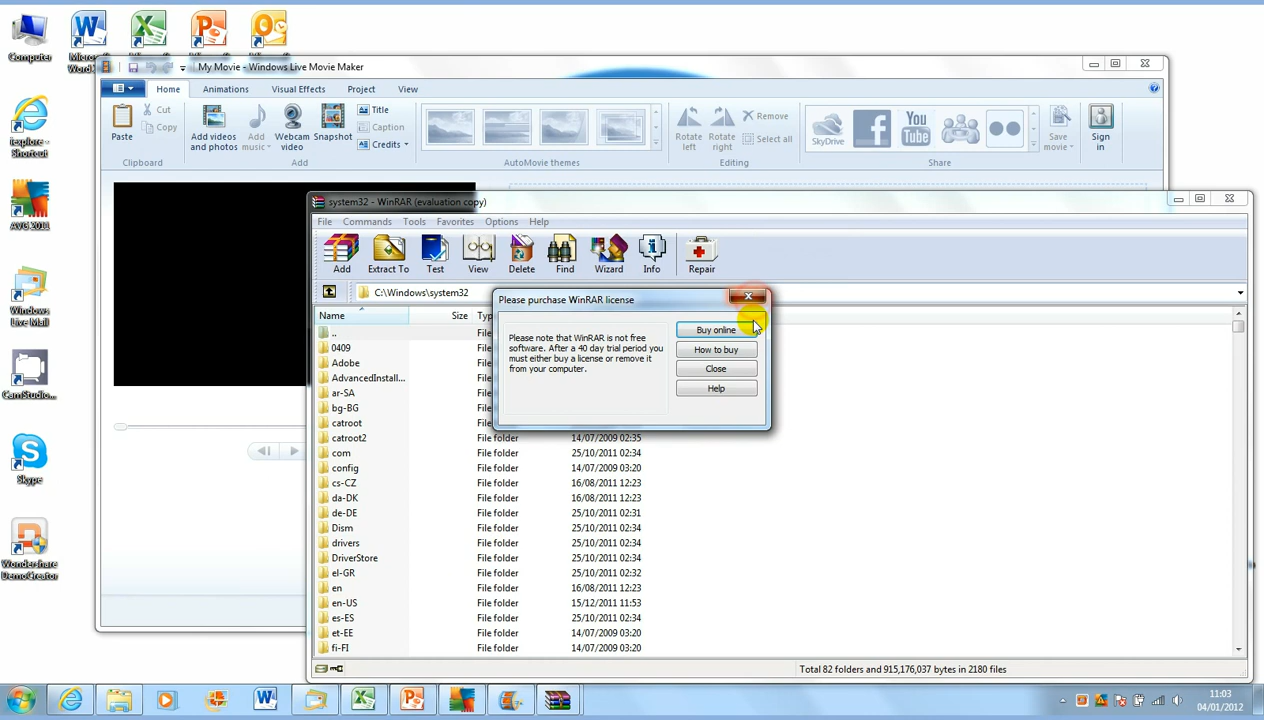 Computer
My Movie - Windows Live Movie Maker
Home Animations Visual Effects Project View
Paste
Cut
Copy
Clipboard
Add videos and photos
Add music
Webcam video
Snapshot
Title
Caption
Credits
Add
AutoMovie themes
Rotate left
Rotate right
Remove
Select all
Editing
SkyDrive
You Tube
Share
Save movie
Sign in
iexplore - Shortcut
AVG 2011
Windows Live Mail
CamStudio...
Skype
Wondershare DemoCreator
system32 - WinRAR (evaluation copy)
File Commands Tools Favorites Options Help
Add Extract To Test View Delete Find Wizard Info Repair
C:\Windows\system32
Name Size
..
0409
Adobe
AdvancedInstall...
ar-SA
bg-BG
catroot
catroot2 File folder 14/07/2009 02:35
com File folder 25/10/2011 02:34
config File folder 14/07/2009 03:20
cs-CZ File folder 16/08/2011 12:23
da-DK File folder 16/08/2011 12:23
de-DE File folder 25/10/2011 02:31
Dism File folder 25/10/2011 02:34
drivers File folder 25/10/2011 02:34
DriverStore File folder 25/10/2011 02:34
el-GR File folder 25/10/2011 02:32
en File folder 16/08/2011 12:23
en-US File folder 15/12/2011 11:53
es-ES File folder 25/10/2011 02:34
et-EE File folder 14/07/2009 03:20
fi-FI File folder 25/10/2011 02:34
Total 82 folders and 915,176,037 bytes in 2180 files
Please purchase WinRAR license
Please note that WinRAR is not free
software. After a 40 day trial period you
must either buy a license or remove it
from your computer.
Buy online
How to buy
Close
Help
11:03
04/01/2012